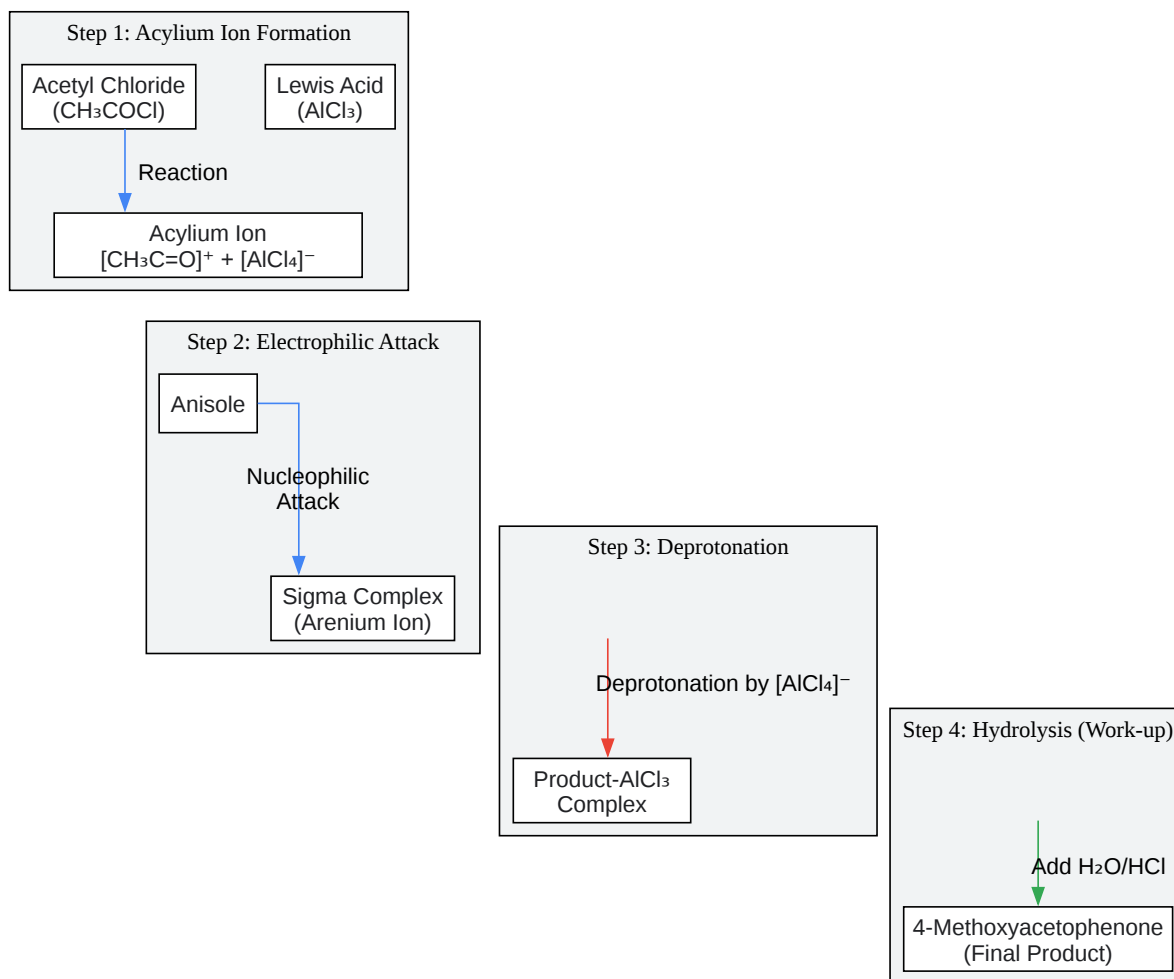 Step 1: Acylium Ion Formation
Acetyl Chloride
(CH₃COCl)
Lewis Acid
(AlCl₃)
Reaction
Acylium Ion
[CH₃C=O]⁺ + [AlCl₄]⁻
Step 2: Electrophilic Attack
Anisole
Nucleophilic
Attack
Sigma Complex
(Arenium Ion)
Step 3: Deprotonation
Deprotonation by [AlCl₄]⁻
Product-AlCl₃
Complex
Step 4: Hydrolysis (Work-up)
Add H₂O/HCl
4-Methoxyacetophenone
(Final Product)